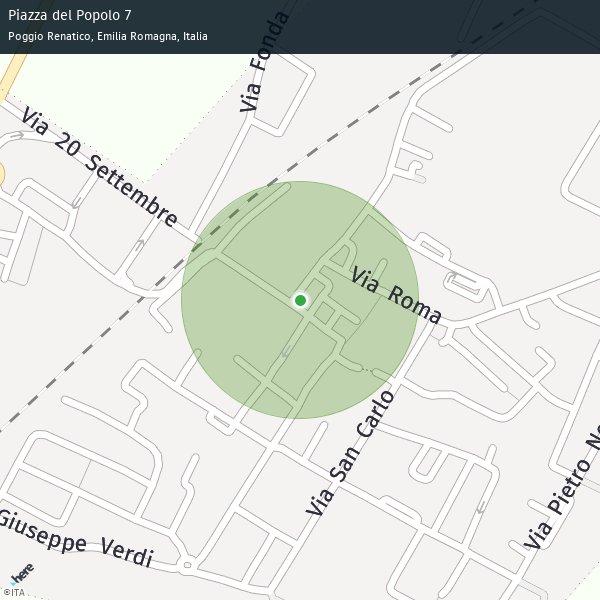 Piazza del Popolo 7
Poggio Renatico, Emilia Romagna, Italia
Via Fonda
Via 20 Settembre
Via Roma
Via San Carlo
Via Pietro Ne
Giuseppe Verdi
here
©ITA